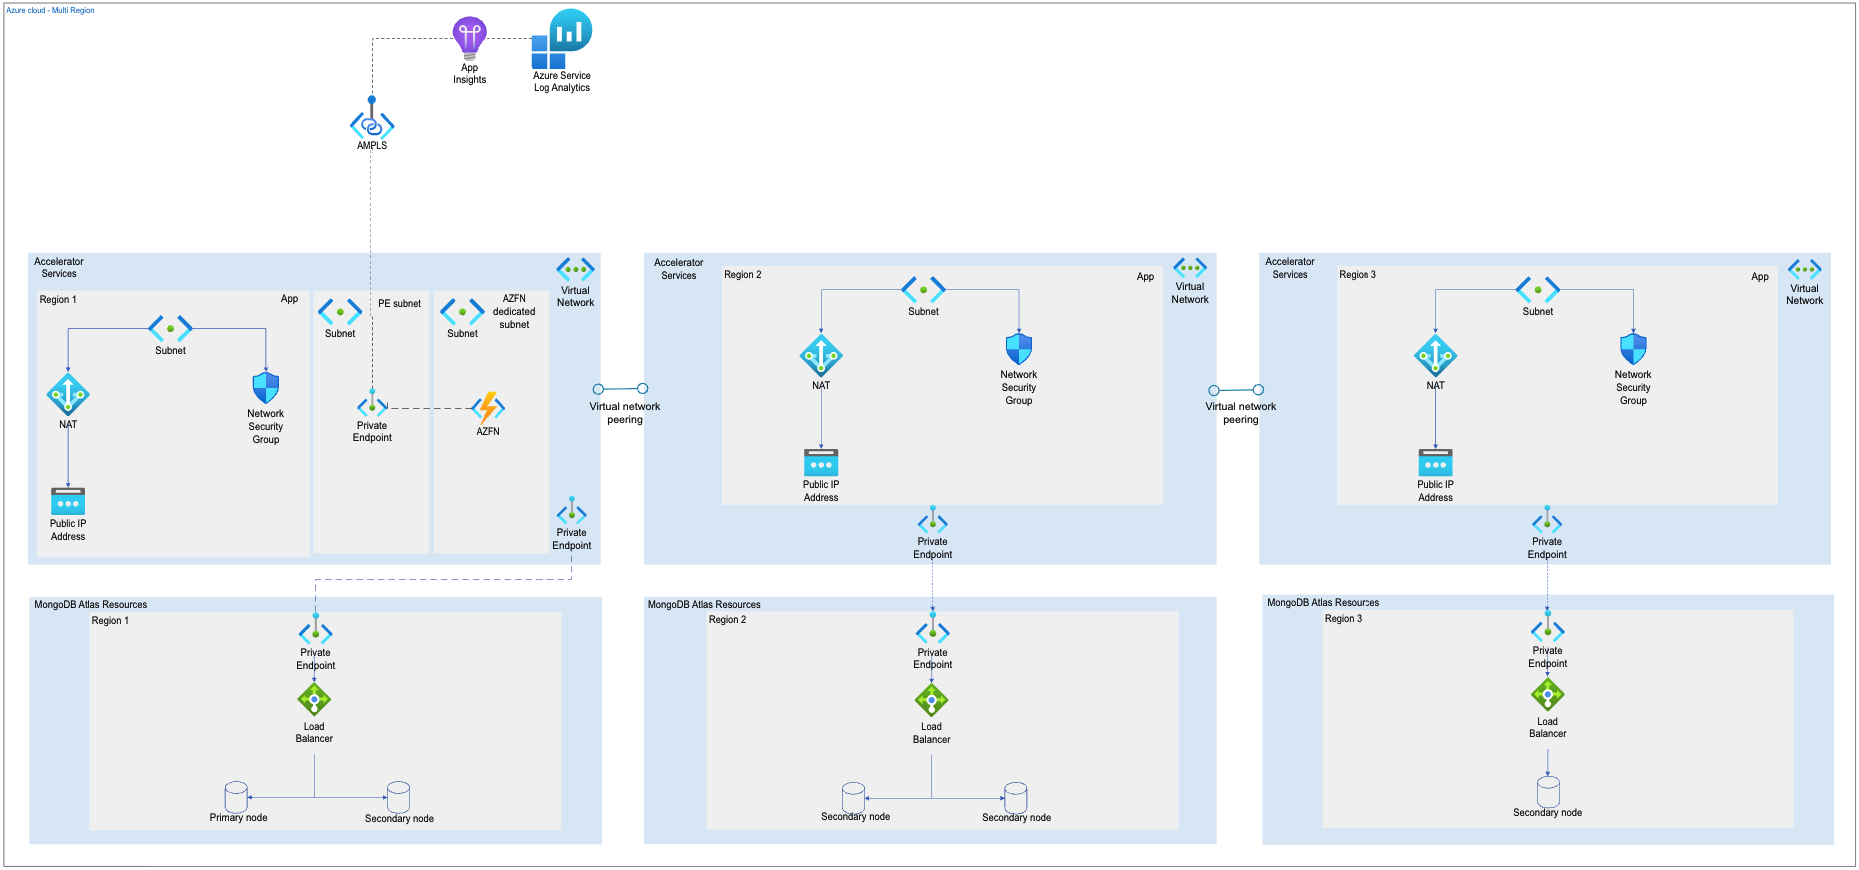 Azure cloud - Multi Region
App
Insights
Azure Service
Log Analytics
AMPLS
Accelerator
Services
Region 1
App
Subnet
NAT
Network
Security
Group
Public IP
Address
PE subnet
Subnet
Private
Endpoint
AZFN
dedicated
subnet
Subnet
AZFN
Virtual
Network
Private
Endpoint
Virtual network
peering
Accelerator
Services
Region 2
App
Subnet
NAT
Network
Security
Group
Public IP
Address
Virtual
Network
Private
Endpoint
Virtual network
peering
Accelerator
Services
Region 3
App
Subnet
NAT
Network
Security
Group
Public IP
Address
Virtual
Network
Private
Endpoint
MongoDB Atlas Resources
Region 1
Private
Endpoint
Load
Balancer
Primary node
Secondary node
MongoDB Atlas Resources
Region 2
Private
Endpoint
Load
Balancer
Secondary node
Secondary node
MongoDB Atlas Resources
Region 3
Private
Endpoint
Load
Balancer
Secondary node